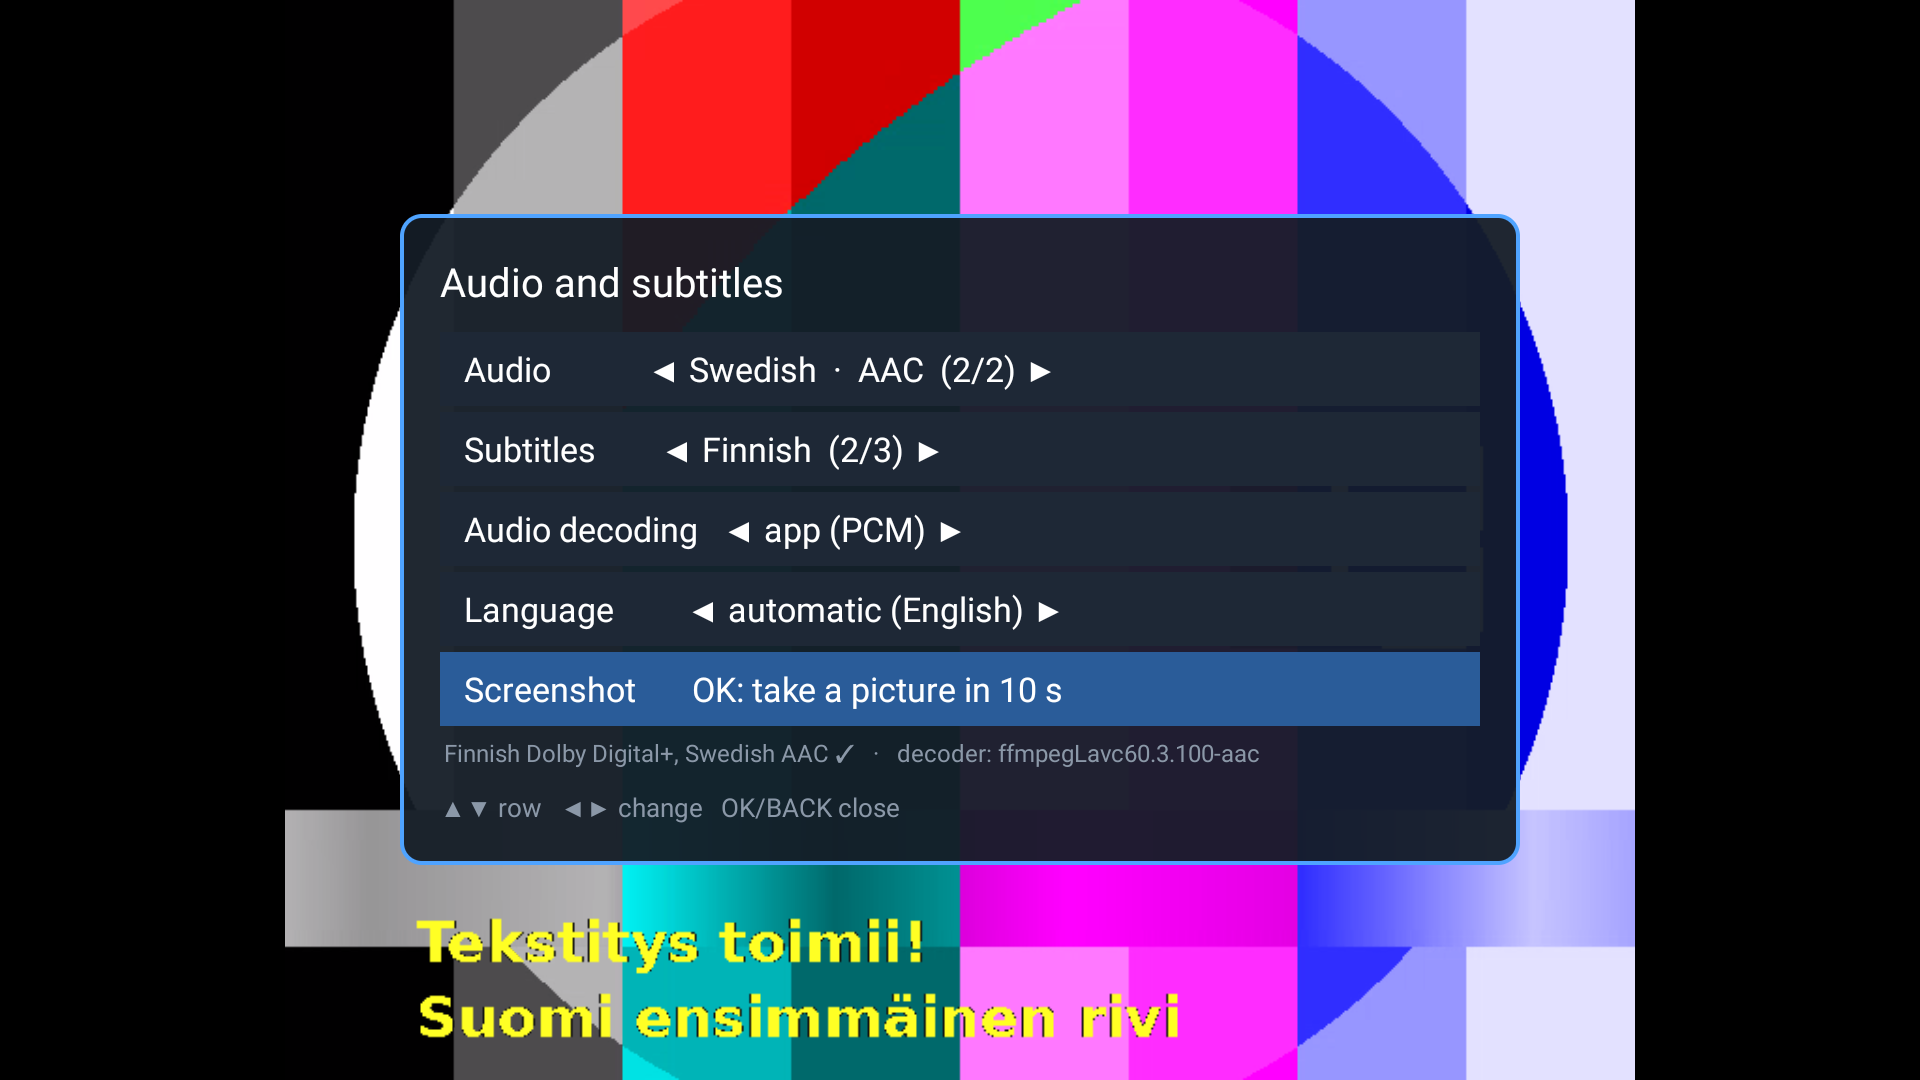 Audio and subtitles
Audio ◀ Swedish · AAC (2/2) ▶
Subtitles ◀ Finnish (2/3) ▶
Audio decoding ◀ app (PCM) ▶
Language ◀ automatic (English) ▶
Screenshot OK: take a picture in 10 s
Finnish Dolby Digital+, Swedish AAC ✓ · decoder: ffmpegLavc60.3.100-aac
▲▼ row ◀ ▶ change OK/BACK close
Tekstitys toimii!
Suomi ensimmäinen rivi